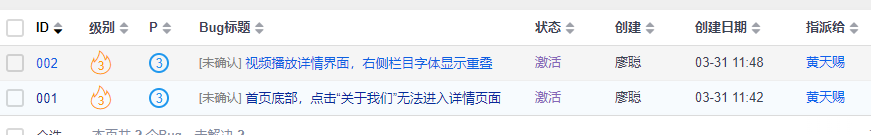 ID 级别 P Bug标题 状态 创建 创建日期 指派给
002 3 3 [未确认] 视频播放详情界面，右侧栏目字体显示重叠 激活 廖聪 03-31 11:48 黄天赐
001 3 3 [未确认] 首页底部，点击“关于我们”无法进入详情页面 激活 廖聪 03-31 11:42 黄天赐